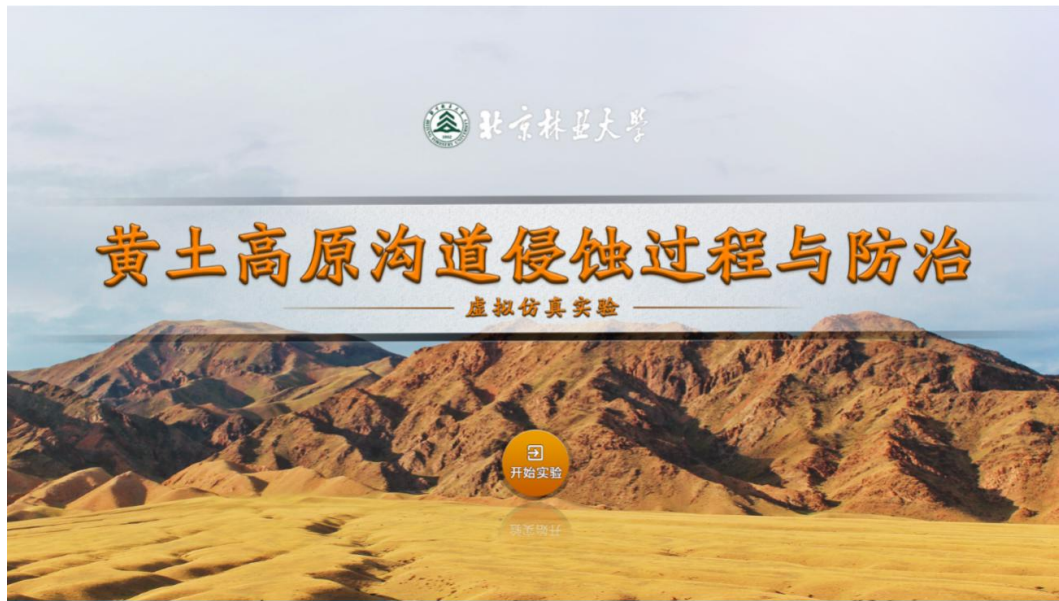 北京林业大学
黄土高原沟道侵蚀过程与防治
虚拟仿真实验
开始实验